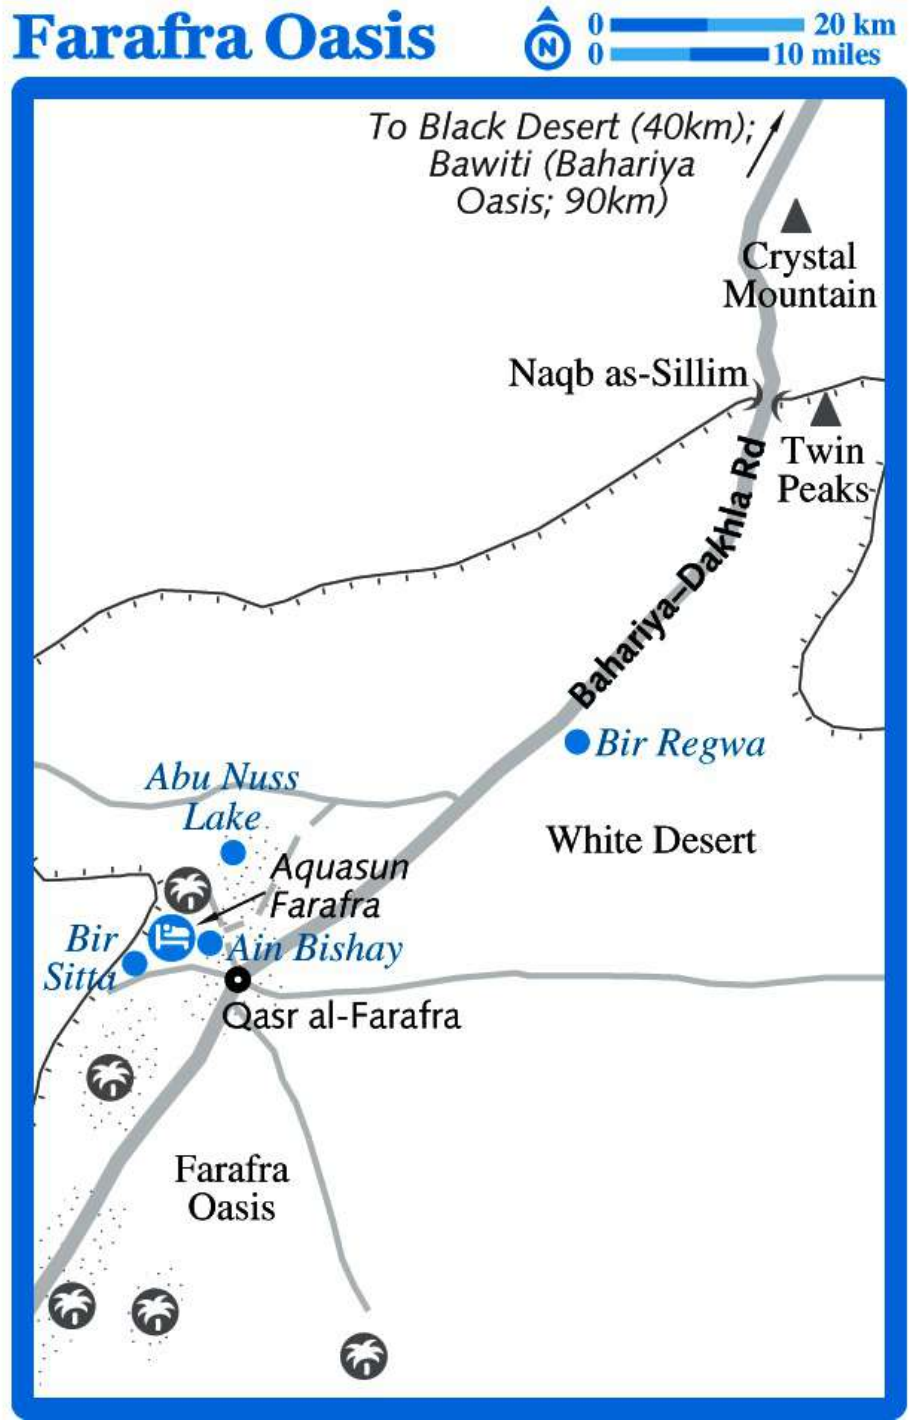 Farafra Oasis
N
0 20 km
0 10 miles
To Black Desert (40km);
Bawiti (Bahariya
Oasis; 90km)
Crystal
Mountain
Naqb as-Sillim
Twin
Peaks
Bahariya–Dakhla Rd
Bir Regwa
Abu Nuss
Lake
White Desert
Aquasun
Farafra
Bir
Sitta
Ain Bishay
Qasr al-Farafra
Farafra
Oasis